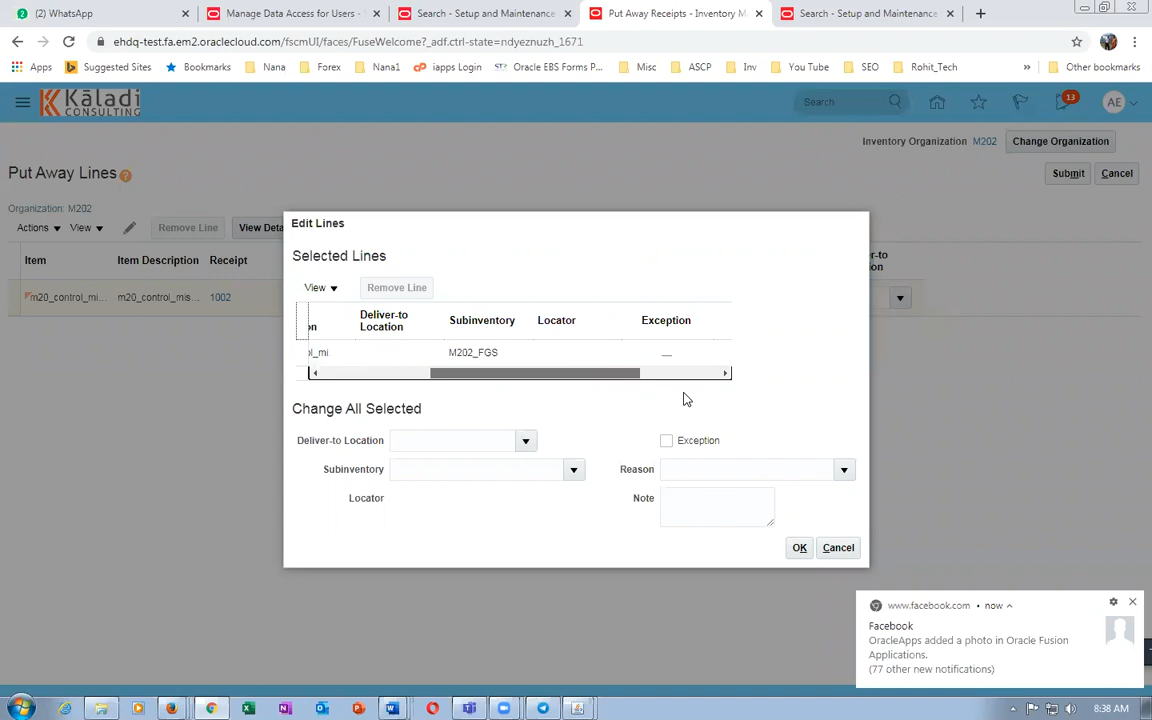 (2) WhatsApp
Manage Data Access for Users -
Search - Setup and Maintenance
Put Away Receipts - Inventory M
Search - Setup and Maintenance
ehdq-test.fa.em2.oraclecloud.com/fscmUI/faces/FuseWelcome?_adf.ctrl-state=ndyeznuzh_1671
Apps Suggested Sites Bookmarks Nana Forex Nana1 iapps Login Oracle EBS Forms P... Misc ASCP Inv You Tube SEO Rohit_Tech » Other bookmarks
Kāladi
CONSULTING
Search
13
AE
Inventory Organization M202 Change Organization
Put Away Lines
Submit Cancel
Organization: M202
Actions View Remove Line View Deta
Item Item Description Receipt
m20_control_mi... m20_control_mis... 1002
Edit Lines
Selected Lines
View Remove Line
Deliver-to
Location Subinventory Locator Exception
M202_FGS
Change All Selected
Deliver-to Location Exception
Subinventory Reason
Locator Note
OK Cancel
www.facebook.com • now
Facebook
OracleApps added a photo in Oracle Fusion
Applications.
(77 other new notifications)
8:38 AM